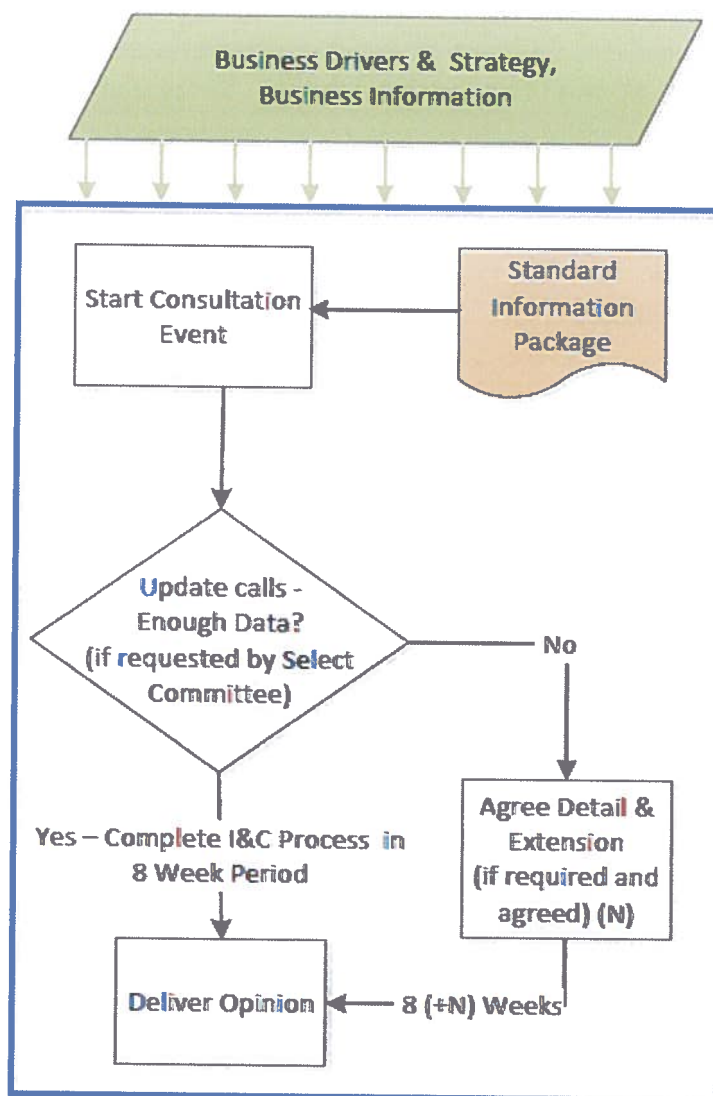 Business Drivers & Strategy,
Business Information
Start Consultation
Event
Standard
Information
Package
Update calls -
Enough Data?
(if requested by Select
Committee)
No
Yes – Complete I&C Process in
8 Week Period
Agree Detail &
Extension
(if required and
agreed) (N)
Deliver Opinion
8 (+N) Weeks